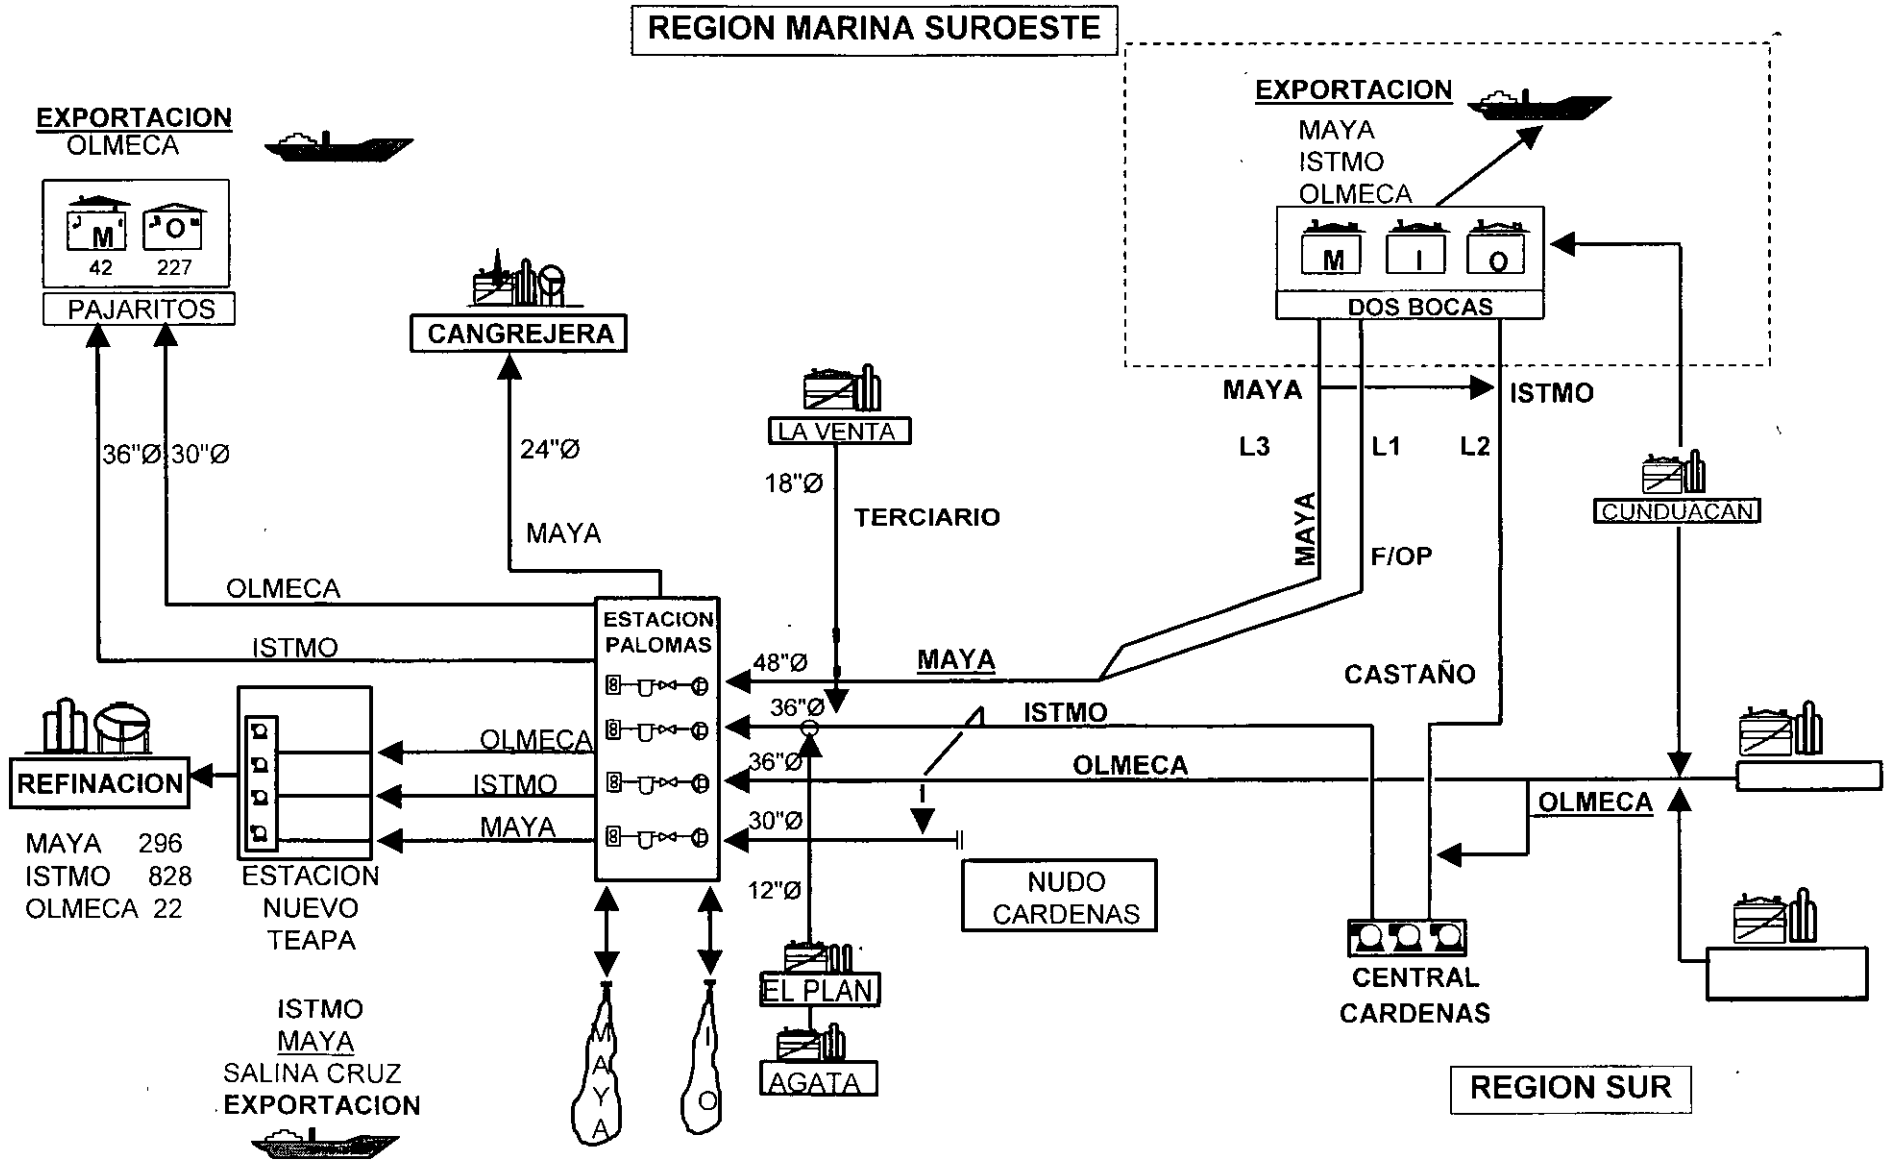 REGION MARINA SUROESTE
EXPORTACION
OLMECA
M
O
42
227
PAJARITOS
36"Ø
30"Ø
CANGREJERA
24"Ø
MAYA
OLMECA
ISTMO
LA VENTA
18"Ø
TERCIARIO
EXPORTACION
MAYA
ISTMO
OLMECA
M
I
O
DOS BOCAS
MAYA
ISTMO
L3
L1
L2
MAYA
F/OP
CASTAÑO
CUNDUACAN
ESTACION
PALOMAS
48"Ø
MAYA
36"Ø
ISTMO
36"Ø
OLMECA
OLMECA
30"Ø
12"Ø
OLMECA
ISTMO
MAYA
REFINACION
MAYA 296
ISTMO 828
OLMECA 22
ESTACION
NUEVO
TEAPA
NUDO
CARDENAS
CENTRAL
CARDENAS
EL PLAN
AGATA
MAYA
I
O
ISTMO
MAYA
SALINA CRUZ
EXPORTACION
REGION SUR